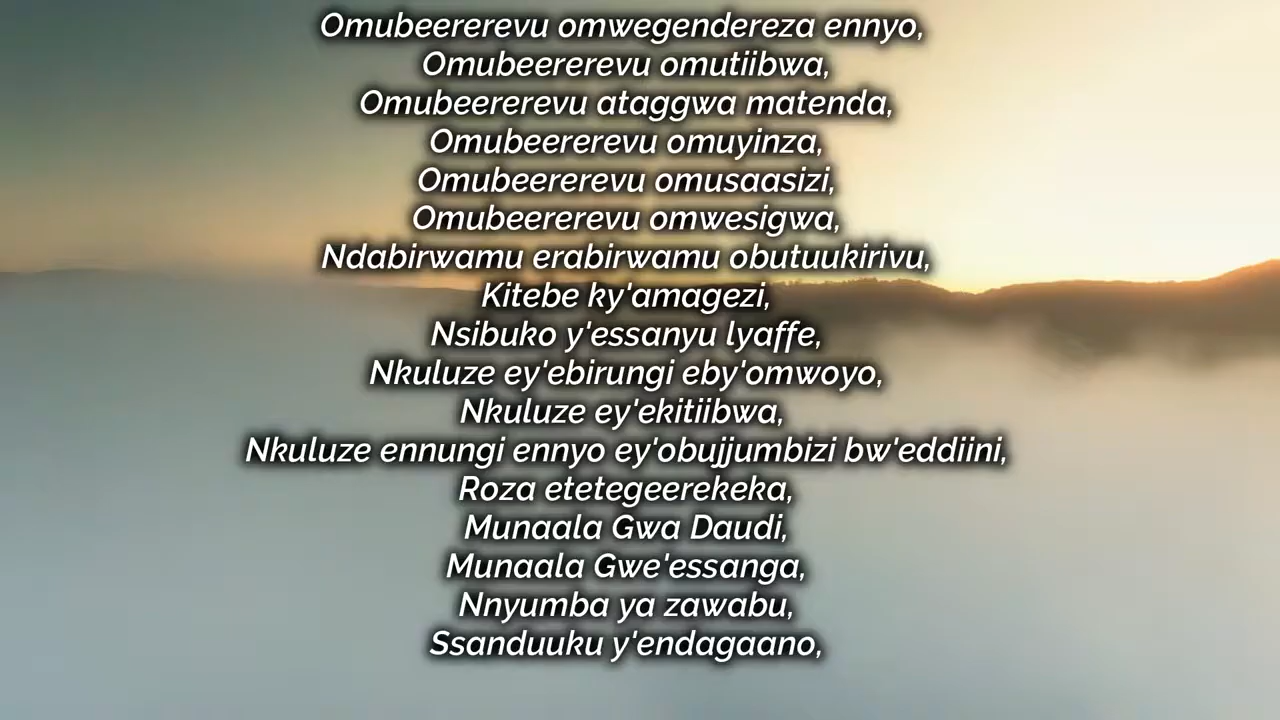 Omubeererevu omwegendereza ennyo,
Omubeererevu omutiibwa,
Omubeererevu ataggwa matenda,
Omubeererevu omuyinza,
Omubeererevu omusaasizi,
Omubeererevu omwesigwa,
Ndabirwamu erabirwamu obutuukirivu,
Kitebe ky'amagezi,
Nsibuko y'essanyu lyaffe,
Nkuluze ey'ebirungi eby'omwoyo,
Nkuluze ey'ekitiibwa,
Nkuluze ennungi ennyo ey'obujjumbizi bw'eddiini,
Roza etetegeerekeka,
Munaala Gwa Daudi,
Munaala Gwe'essanga,
Nnyumba ya zawabu,
Ssanduuku y'endagaano,